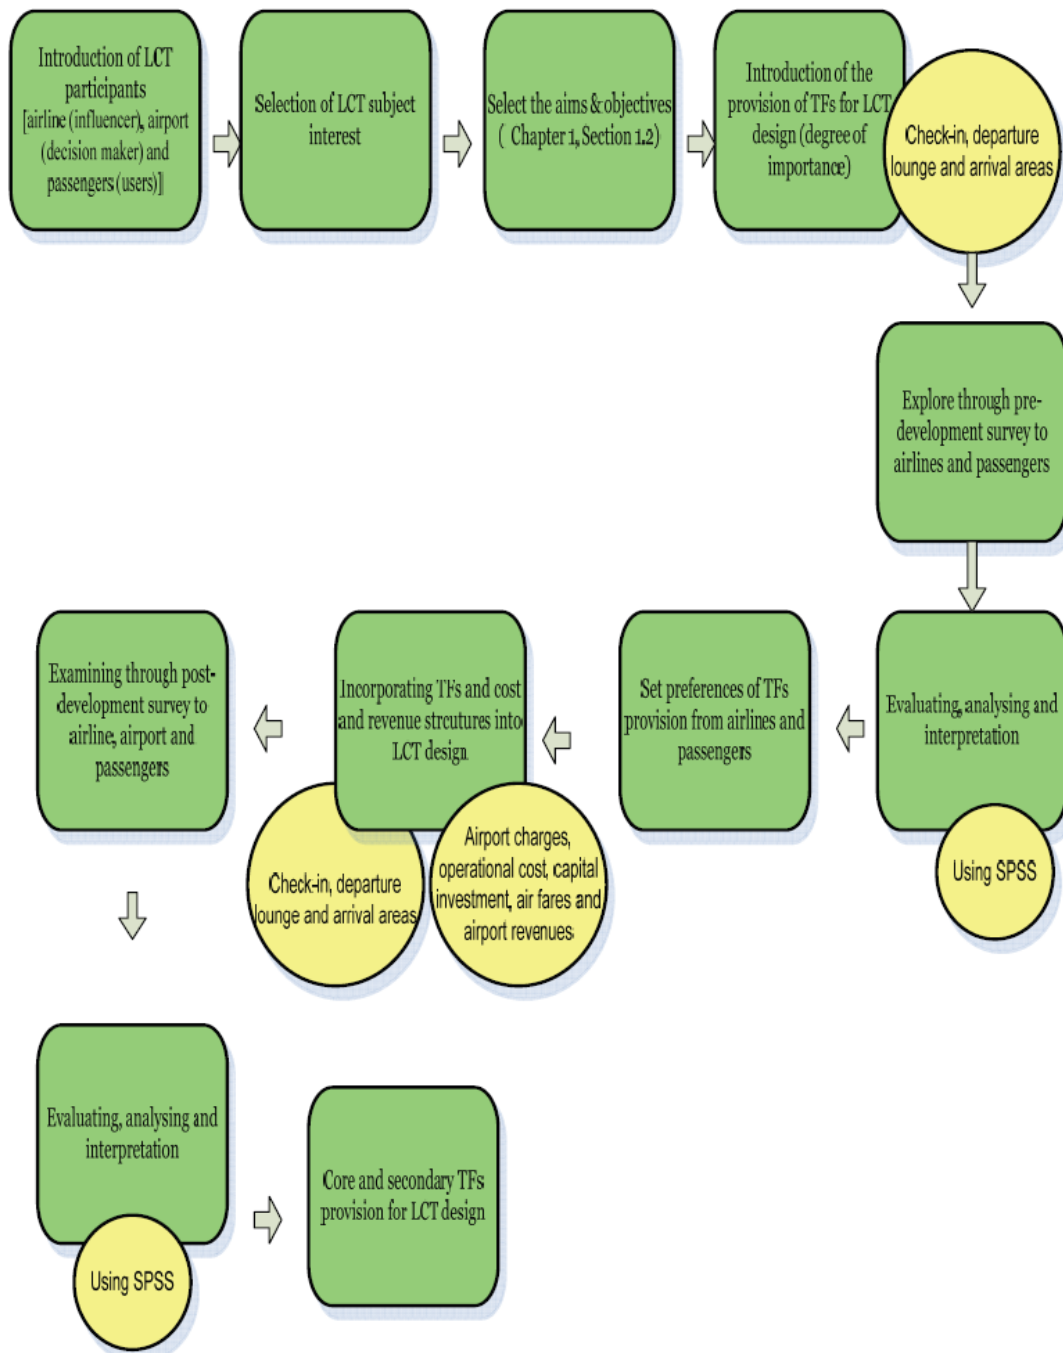 Introduction of LCT
participants
[airline (influencer), airport
(decision maker) and
passengers (users)]
Selection of LCT subject
interest
Select the aims & objectives
( Chapter 1, Section 1.2)
Introduction of the
provision of TFs for LCT
design (degree of
importance)
Check-in, departure
lounge and arrival areas
Explore through pre-
development survey to
airlines and passengers
Evaluating, analysing and
interpretation
Using SPSS
Set preferences of TFs
provision from airlines and
passengers
Incorporating TFs and cost
and revenue strcutures into
LCT design
Check-in, departure
lounge and arrival areas
Airport charges,
operational cost, capital
investment, air fares and
airport revenues
Examining through post-
development survey to
airline, airport and
passengers
Evaluating, analysing and
interpretation
Using SPSS
Core and secondary TFs
provision for LCT design